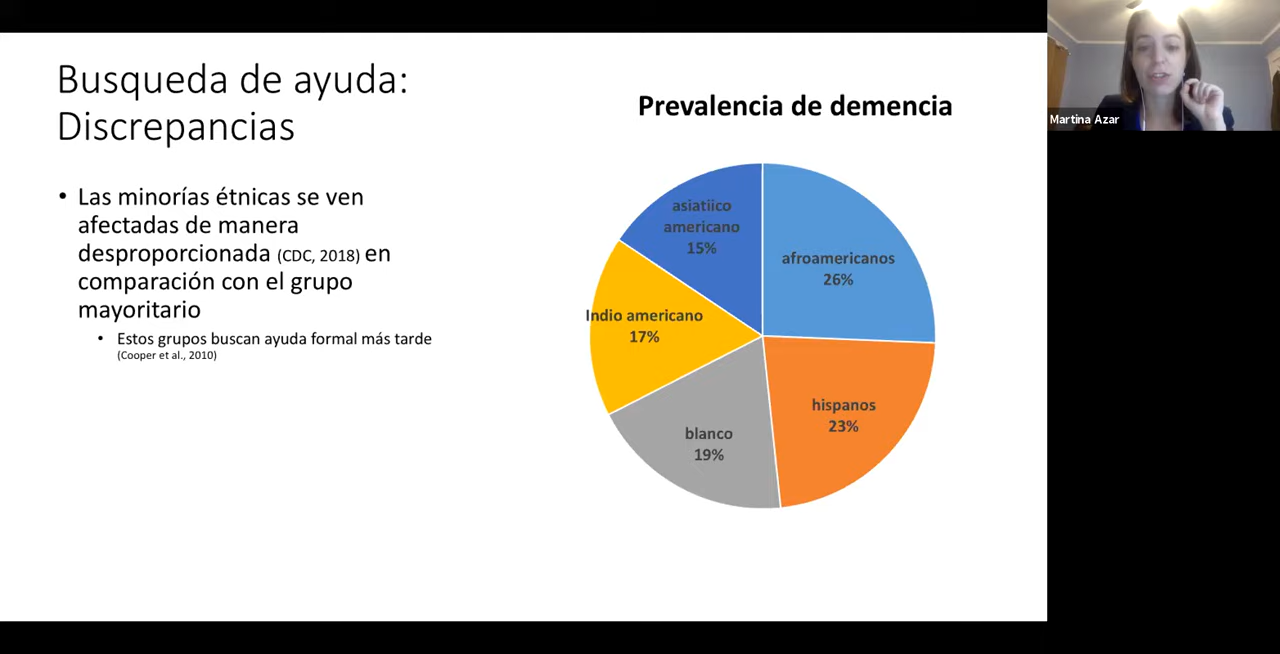 Busqueda de ayuda:
Discrepancias
• Las minorías étnicas se ven
afectadas de manera
desproporcionada (CDC, 2018) en
comparación con el grupo
mayoritario
• Estos grupos buscan ayuda formal más tarde
(Cooper et al., 2010)
Prevalencia de demencia
asiatiico
americano
15%
afroamericanos
26%
Indio americano
17%
hispanos
23%
blanco
19%
Martina Azar